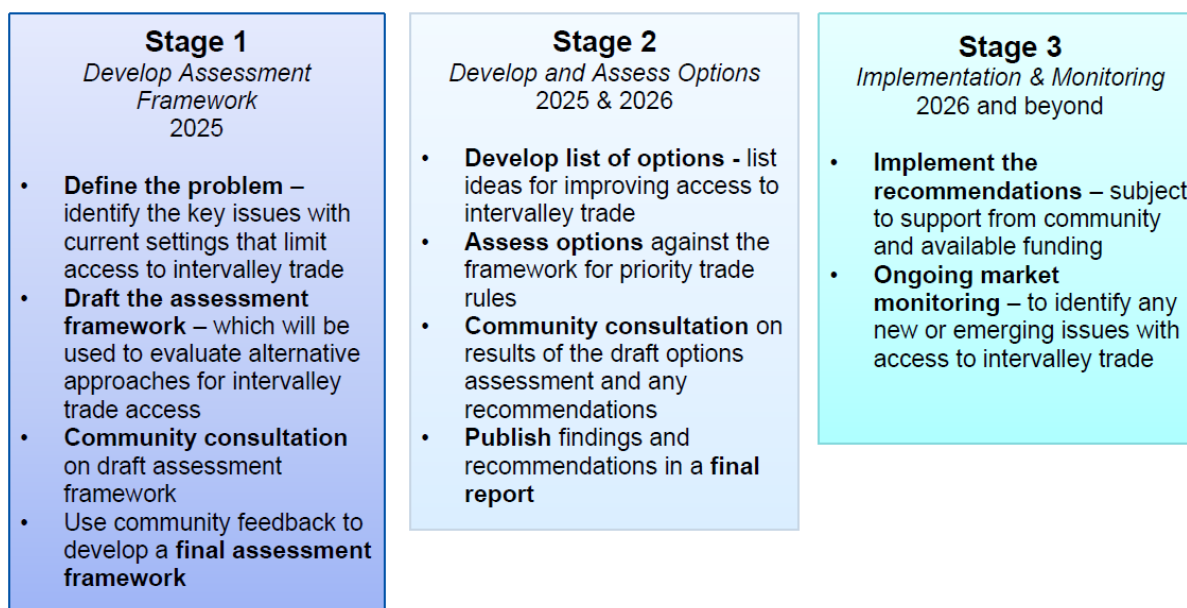 Stage 1
Develop Assessment
Framework
2025
• Define the problem –
identify the key issues with
current settings that limit
access to intervalley trade
• Draft the assessment
framework – which will be
used to evaluate alternative
approaches for intervalley
trade access
• Community consultation
on draft assessment
framework
• Use community feedback to
develop a final assessment
framework
Stage 2
Develop and Assess Options
2025 & 2026
• Develop list of options - list
ideas for improving access to
intervalley trade
• Assess options against the
framework for priority trade
rules
• Community consultation on
results of the draft options
assessment and any
recommendations
• Publish findings and
recommendations in a final
report
Stage 3
Implementation & Monitoring
2026 and beyond
• Implement the
recommendations – subject
to support from community
and available funding
• Ongoing market
monitoring – to identify any
new or emerging issues with
access to intervalley trade